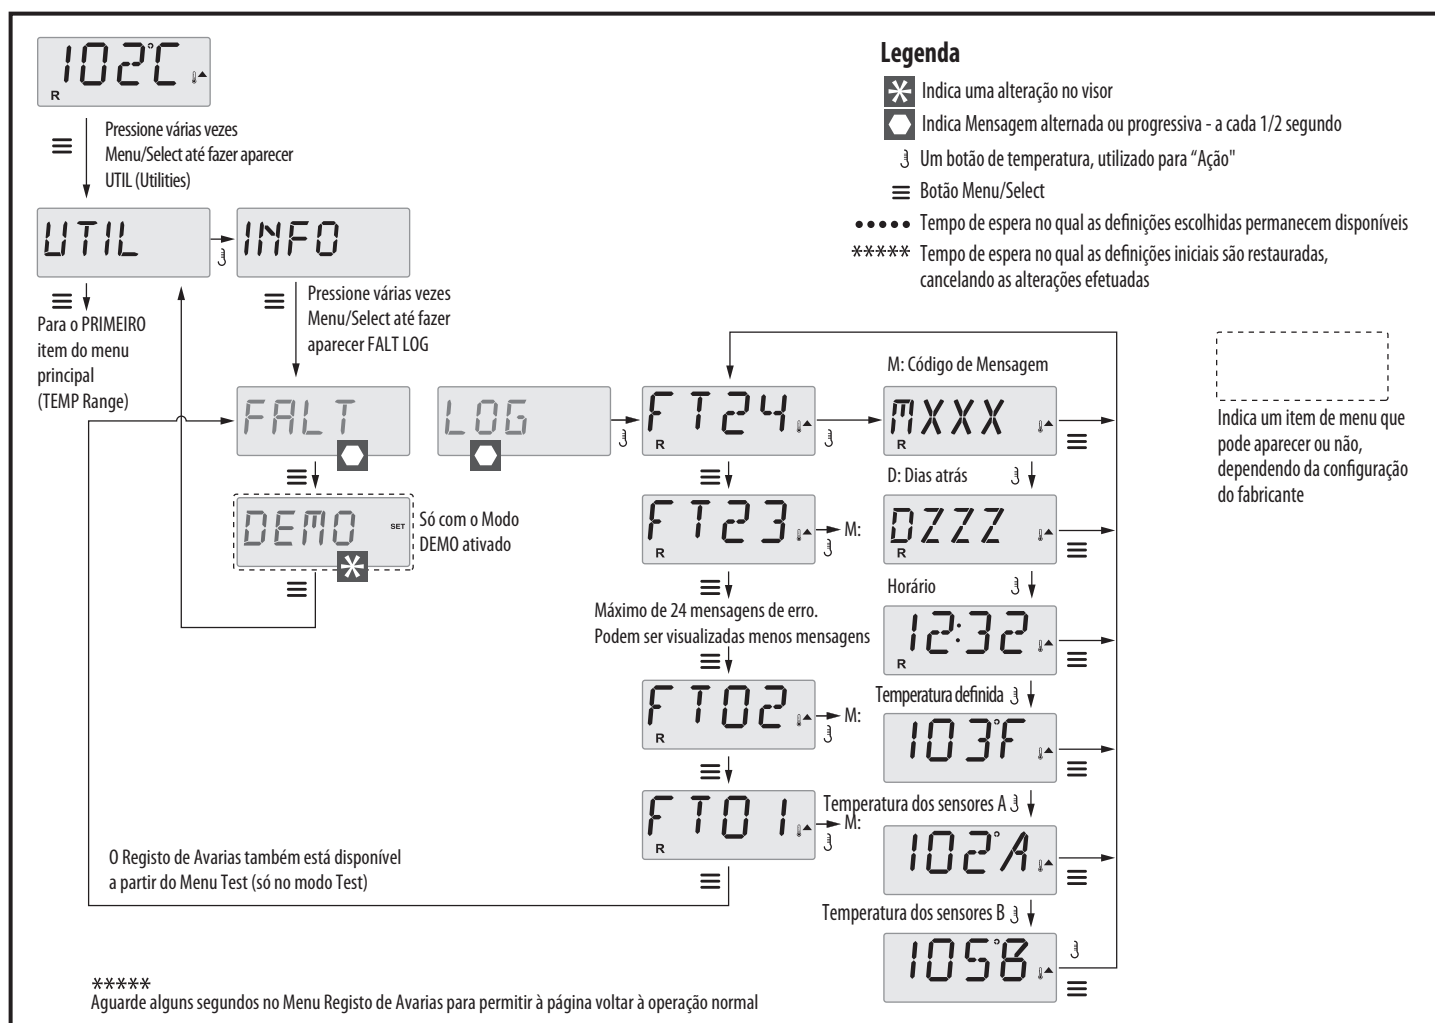 102°C
R
Pressione várias vezes
Menu/Select até fazer aparecer
UTIL (Utilities)
Legenda
Indica uma alteração no visor
Indica Mensagem alternada ou progressiva - a cada 1/2 segundo
Um botão de temperatura, utilizado para “Ação"
Botão Menu/Select
Tempo de espera no qual as definições escolhidas permecem disponíveis
***** Tempo de espera no qual as definições iniciais são restauradas,
cancelando as alterações efetuadas
UTIL
INFO
Para o PRIMEIRO
item do menu
principal
(TEMP Range)
Pressione várias vezes
Menu/Select até fazer
aparecer FALT LOG
FALT
LOG
DEMO
SET
Só com o Modo
DEMO ativado
FT24
R
FT23
R
M:
Máximo de 24 mensagens de erro.
Podem ser visualizadas menos mensagens
FT02
R
M:
FT01
R
M:
M: Código de Mensagem
MXXX
R
D: Dias atrás
DZZZ
R
Horário
12:32
R
Temperatura definida
103°F
Temperatura dos sensores A
102°A
Temperatura dos sensores B
105°B
Indica um item de menu que
pode aparecer ou não,
dependendo da configuração
do fabricante
O Registo de Avarias também está disponível
a partir do Menu Test (só no modo Test)
*****
Aguarde alguns segundos no Menu Registo de Avarias para permitir à página voltar à operação normal